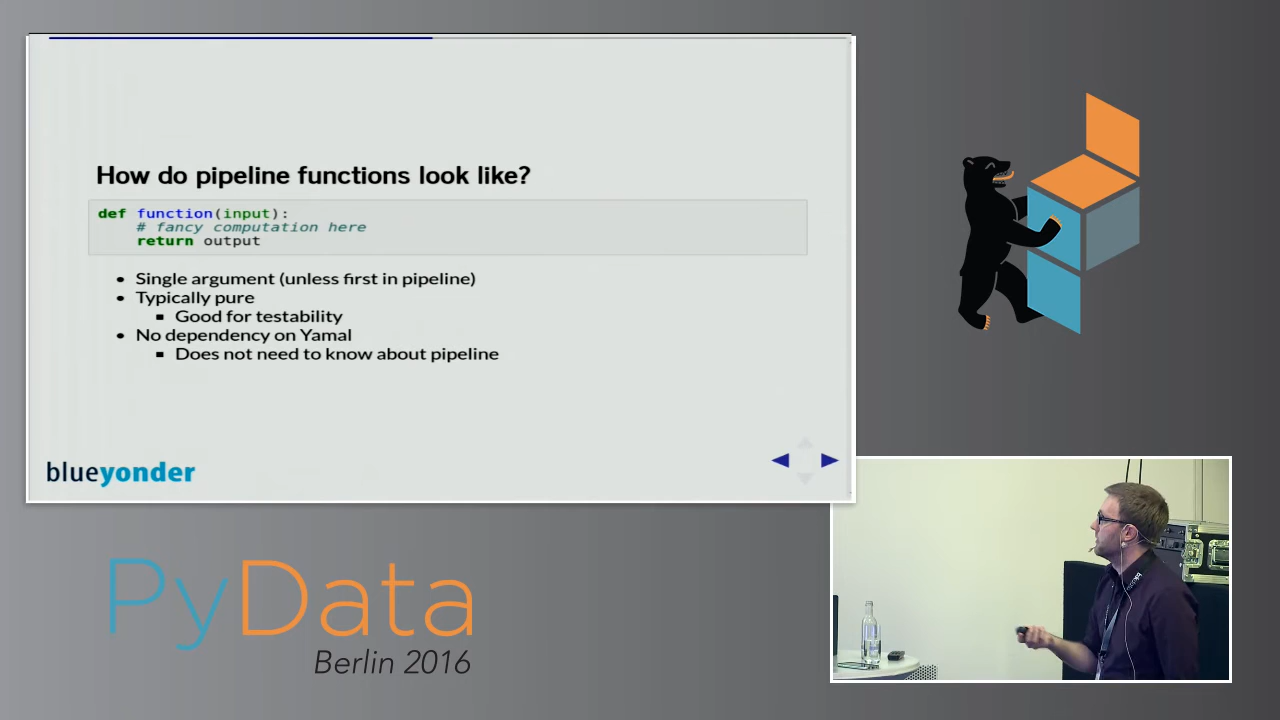 How do pipeline functions look like?
def function(input):
# fancy computation here
return output
• Single argument (unless first in pipeline)
• Typically pure
▪ Good for testability
• No dependency on Yamal
▪ Does not need to know about pipeline
blueyonder
PyData
Berlin 2016